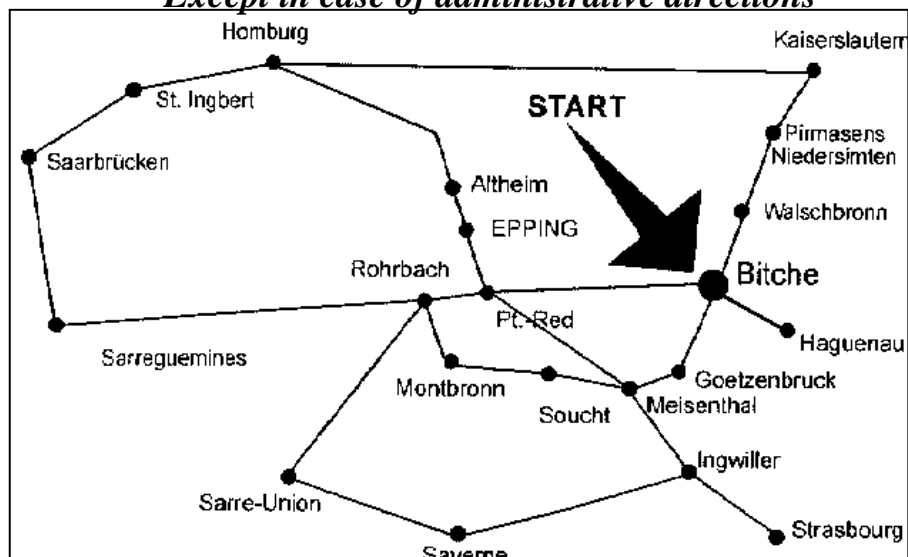 Except in case of administrative directions
Homburg
Kaiserslautern
St. Ingbert
START
Pirmasens
Niedersimten
Saarbrücken
Altheim
Walschbronn
EPPING
Rohrbach
Bitche
Pt.-Red
Haguenau
Sarreguemines
Montbronn
Goetzenbruck
Soucht
Meisenthal
Ingwiller
Sarre-Union
Strasbourg
Saverne